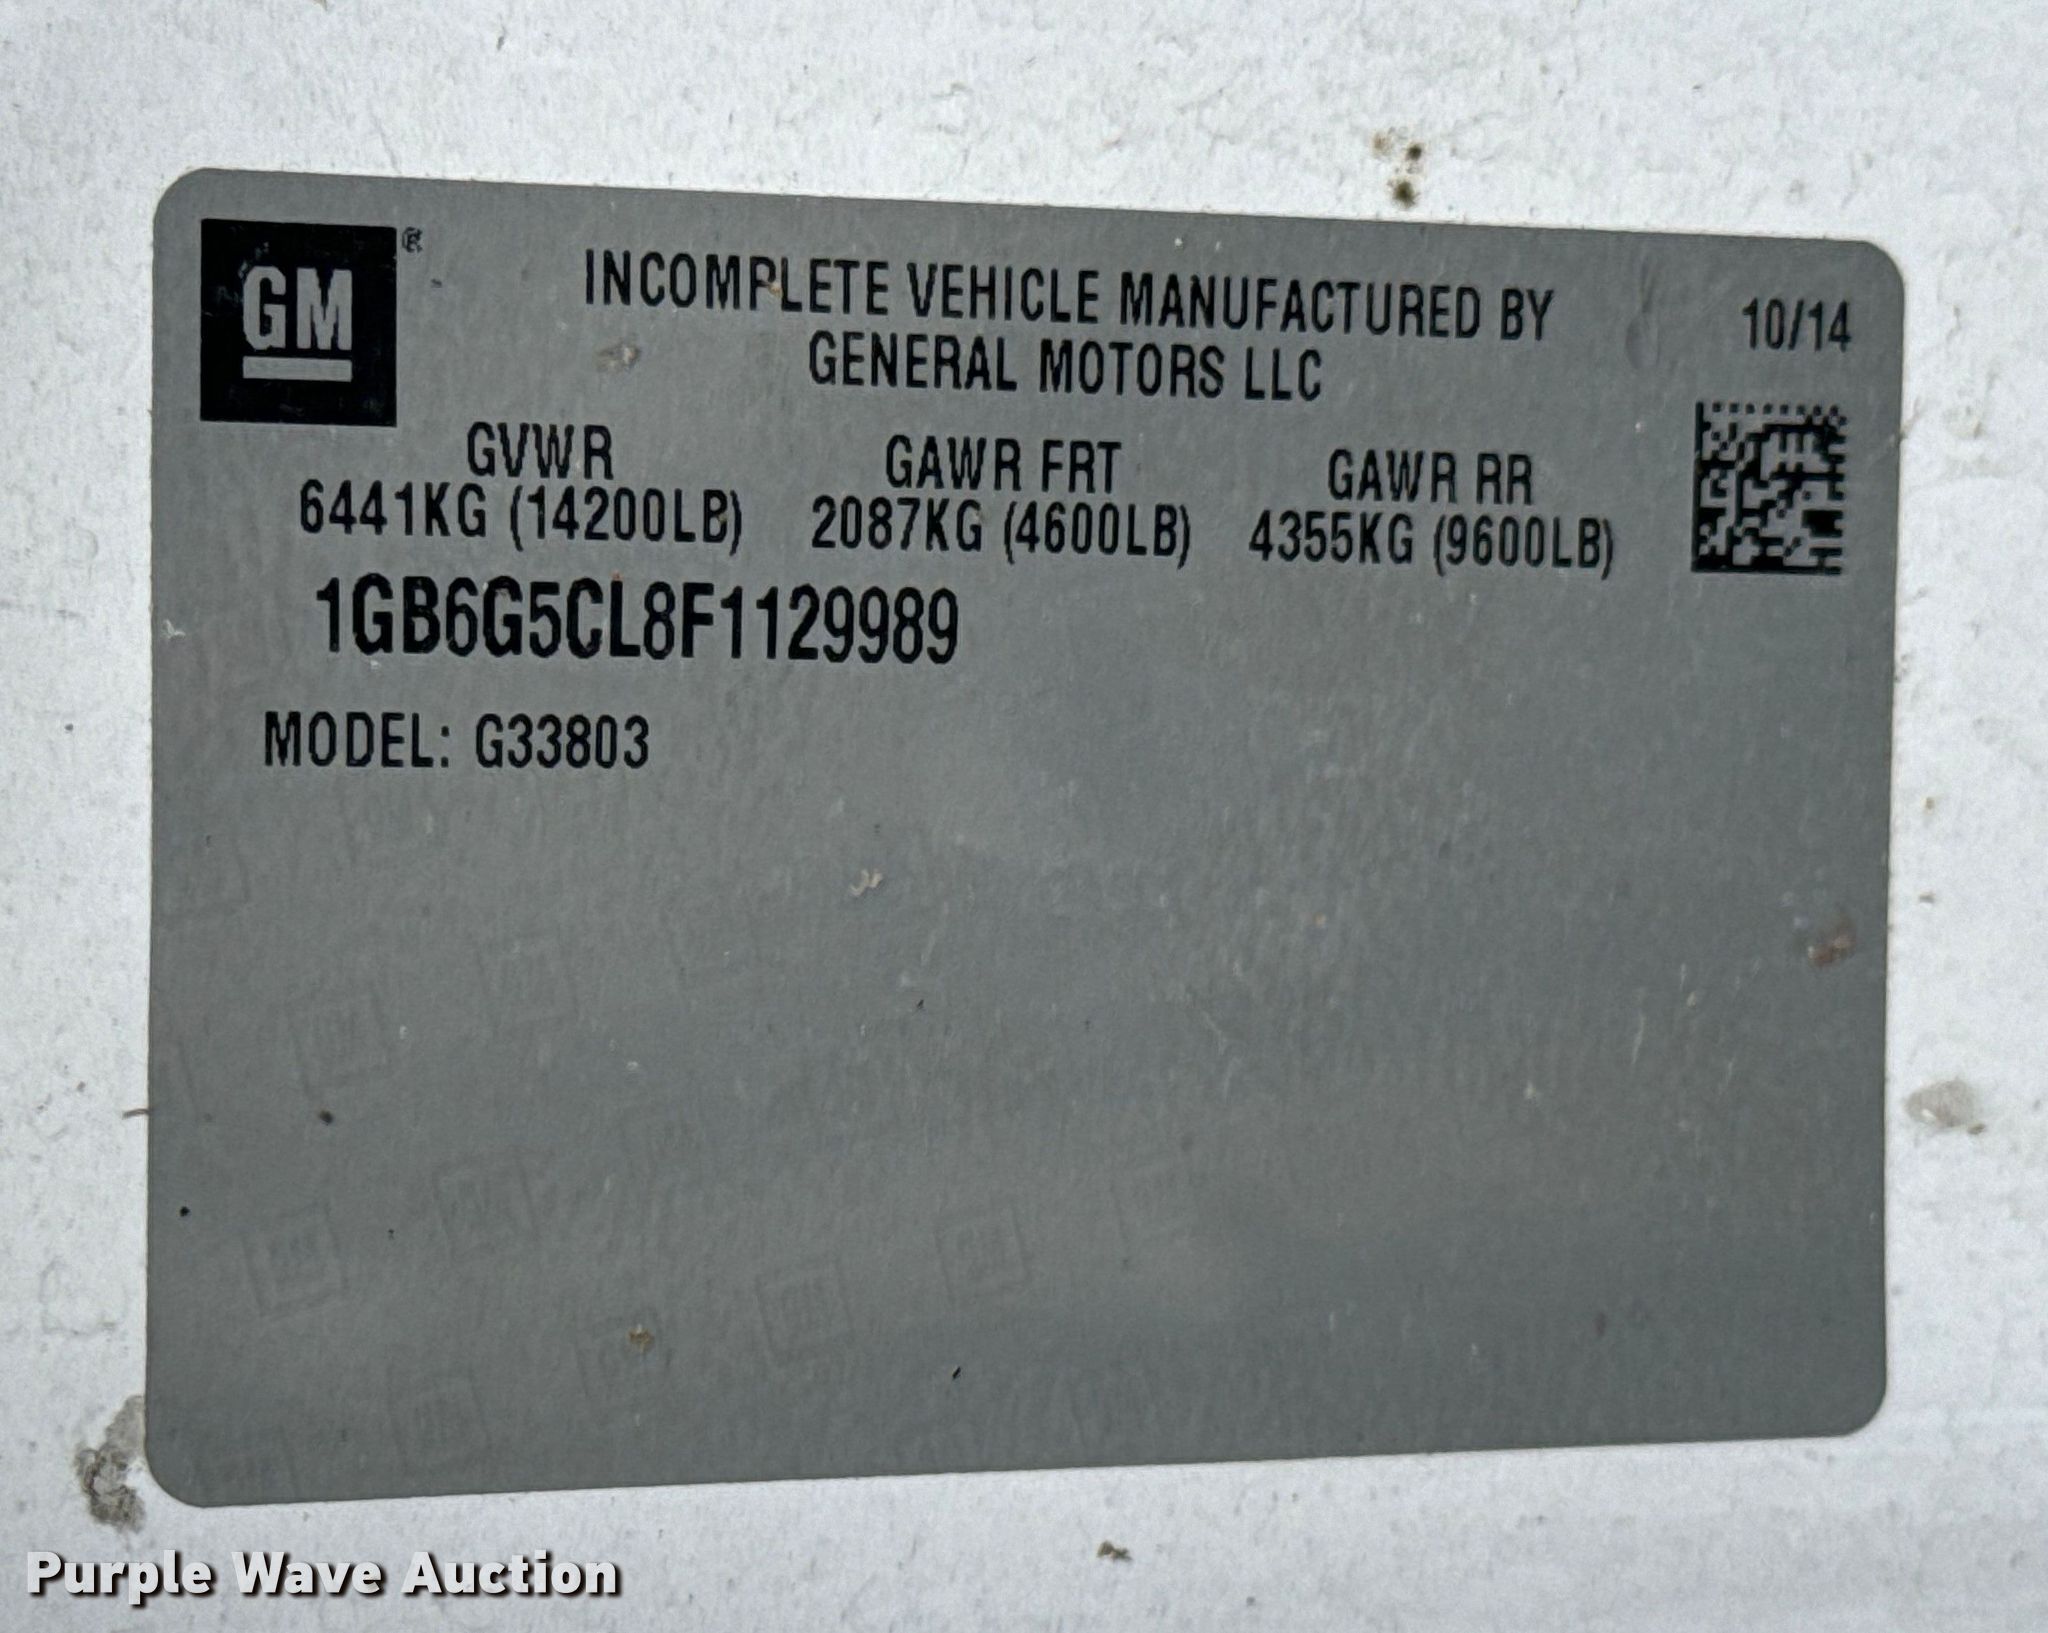 GM®
INCOMPLETE VEHICLE MANUFACTURED BY
GENERAL MOTORS LLC
10/14
GVWR GAWR FRT GAWR RR
6441KG (14200LB) 2087KG (4600LB) 4355KG (9600LB)
1GB6G5CL8F1129989
MODEL: G33803
Purple Wave Auction